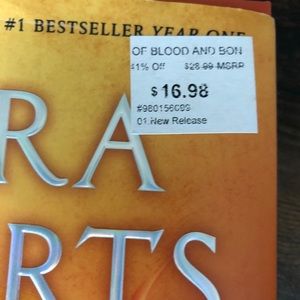 #1 BESTSELLER YEAR ONE
OF BLOOD AND BON
41% Off $28.99 MSRP
$16.98
01.New Release
RA
RTS